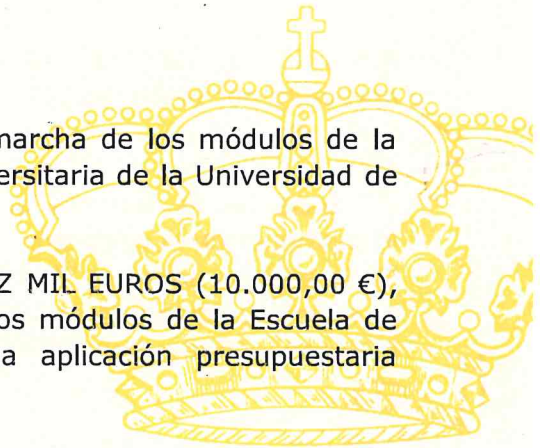 marcha de los módulos de la
ersitaria de la Universidad de
Z MIL EUROS (10.000,00 €),
os módulos de la Escuela de
a aplicación presupuestaria